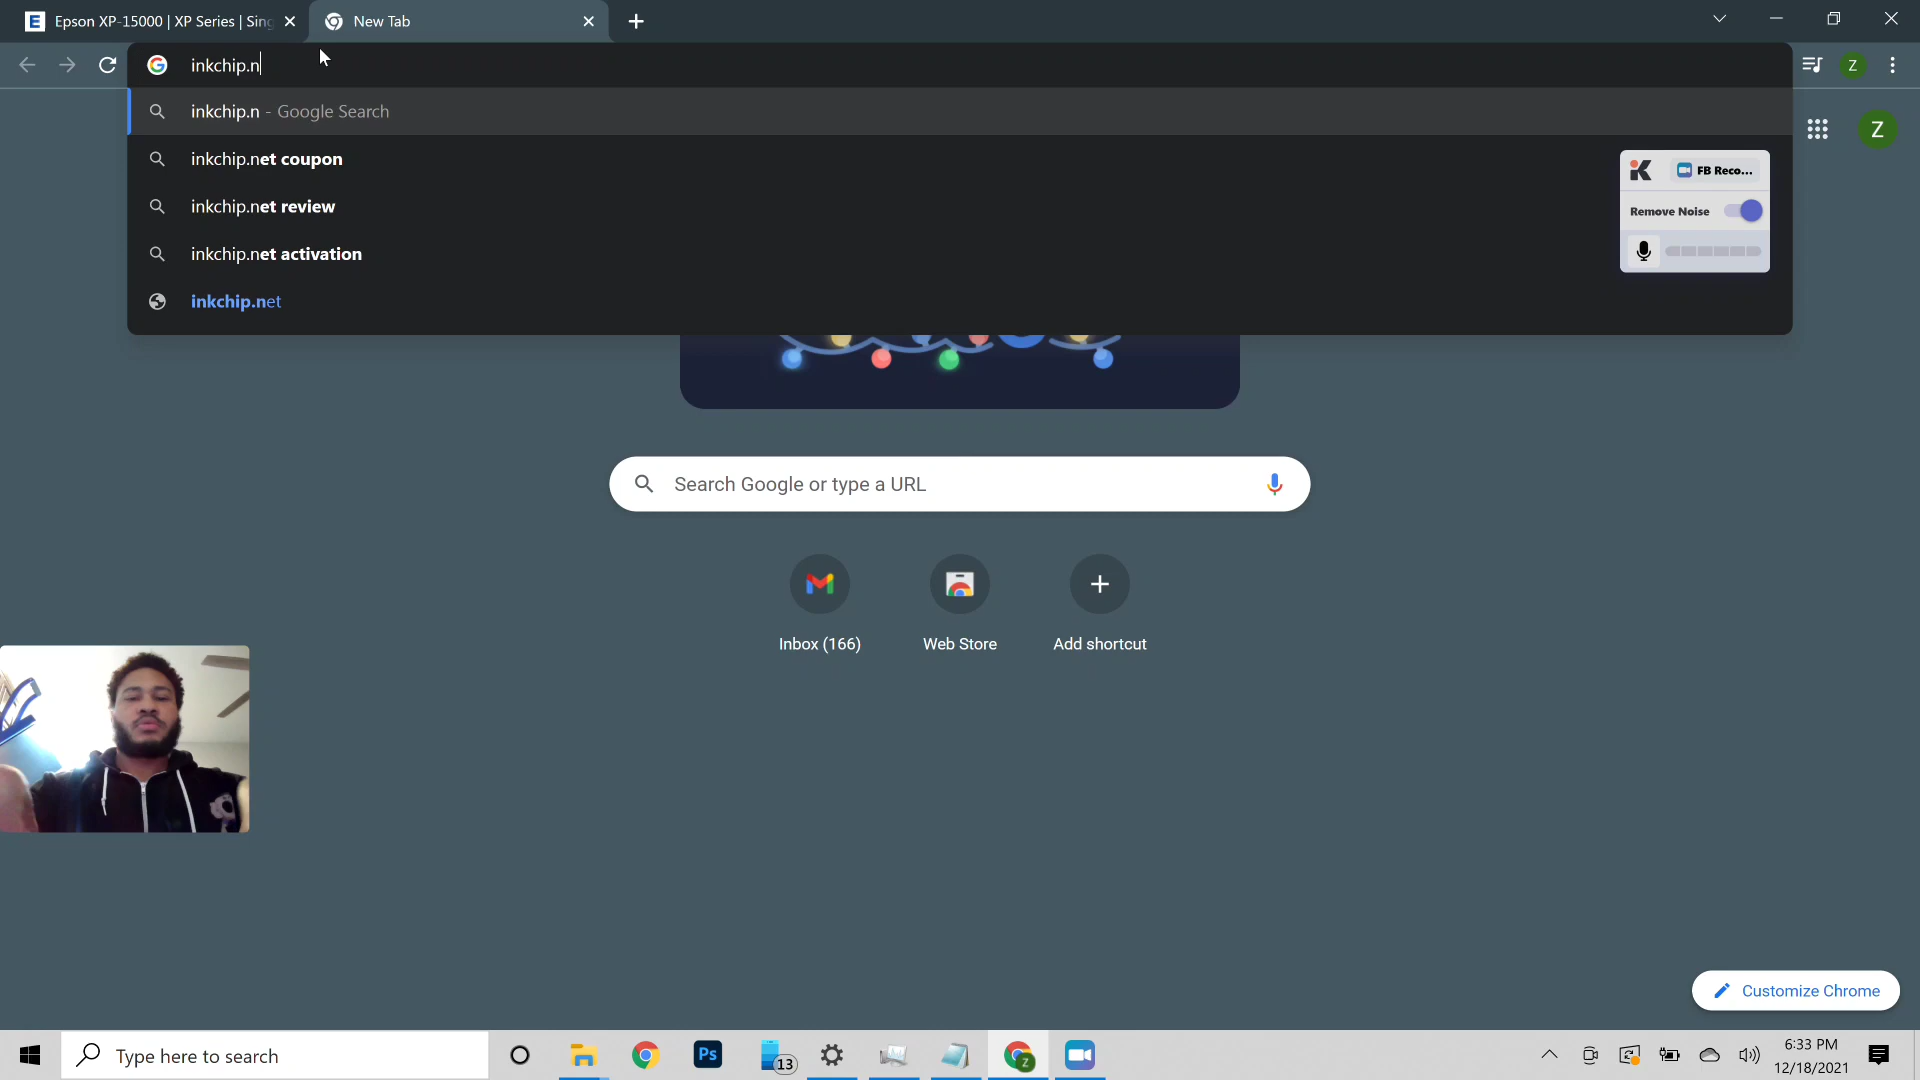 Epson XP-15000 | XP Series | Sing
New Tab
inkchip.n
Z
inkchip.n - Google Search
inkchip.net coupon
Z
FB Reco...
inkchip.net review
Remove Noise
inkchip.net activation
inkchip.net
Search Google or type a URL
Inbox (166)
Web Store
Add shortcut
Customize Chrome
Type here to search
Ps
13
Z
6:33 PM
12/18/2021